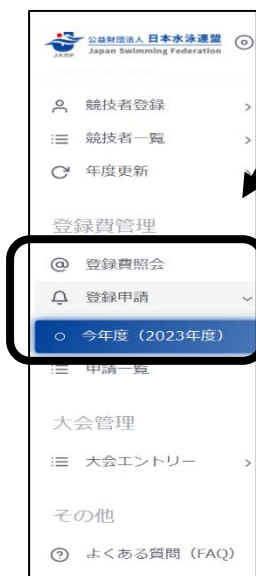 公益財団法人 日本水泳連盟
Japan Swimming Federation
JASF
競技者登録
競技者一覧
年度更新
登録費管理
登録費照会
登録申請
今年度（2023年度）
申請一覧
大会管理
大会エントリー
その他
よくある質問（FAQ）